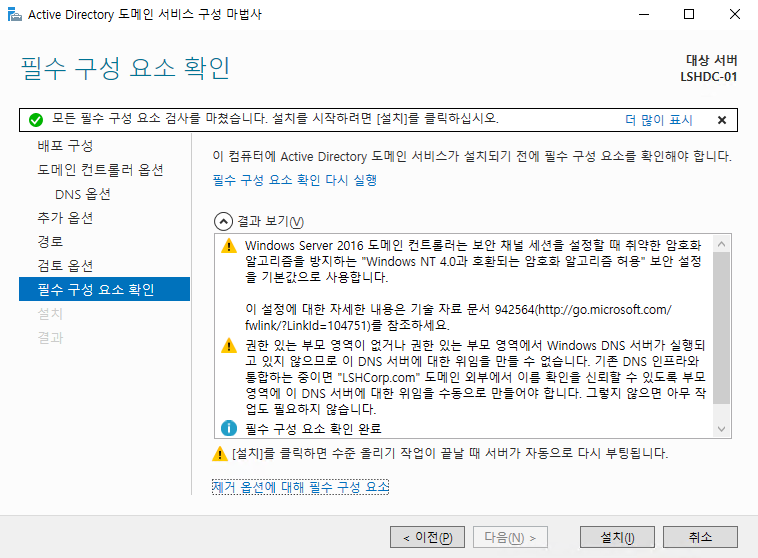 Active Directory 도메인 서비스 구성 마법사
필수 구성 요소 확인
대상 서버
LSHDC-01
모든 필수 구성 요소 검사를 마쳤습니다. 설치를 시작하려면 [설치]를 클릭하십시오.
더 많이 표시
배포 구성
도메인 컨트롤러 옵션
DNS 옵션
추가 옵션
경로
검토 옵션
필수 구성 요소 확인
설치
결과
이 컴퓨터에 Active Directory 도메인 서비스가 설치되기 전에 필수 구성 요소를 확인해야 합니다.
필수 구성 요소 확인 다시 실행
결과 보기(V)
Windows Server 2016 도메인 컨트롤러는 보안 채널 세션을 설정할 때 취약한 암호화
알고리즘을 방지하는 "Windows NT 4.0과 호환되는 암호화 알고리즘 허용" 보안 설정
을 기본값으로 사용합니다.
이 설정에 대한 자세한 내용은 기술 자료 문서 942564(http://go.microsoft.com/
fwlink/?LinkId=104751)를 참조하세요.
권한 있는 부모 영역이 없거나 권한 있는 부모 영역에서 Windows DNS 서버가 실행되
고 있지 않으므로 이 DNS 서버에 대한 위임을 만들 수 없습니다. 기존 DNS 인프라와
통합하는 중이면 "LSHCorp.com" 도메인 외부에서 이름 확인을 신뢰할 수 있도록 부모
영역에 이 DNS 서버에 대한 위임을 수동으로 만들어야 합니다. 그렇지 않으면 아무 작
업도 필요하지 않습니다.
필수 구성 요소 확인 완료
[설치]를 클릭하면 수준 올리기 작업이 끝날 때 서버가 자동으로 다시 부팅됩니다.
제거 옵션에 대해 필수 구성 요소
< 이전(P)
다음(N) >
설치(I)
취소